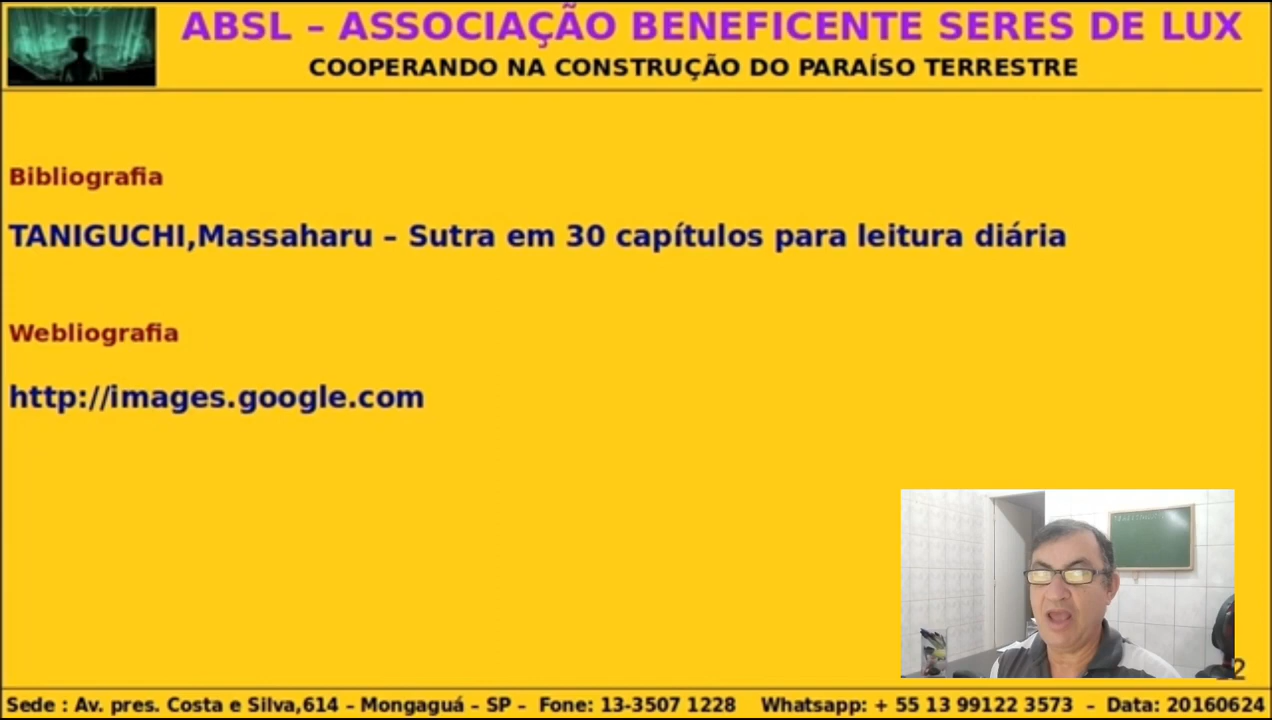 ABSL – ASSOCIAÇÃO BENEFICENTE SERES DE LUX
COOPERANDO NA CONSTRUÇÃO DO PARAÍSO TERRESTRE
Bibliografia
TANIGUCHI,Massaharu – Sutra em 30 capítulos para leitura diária
Webliografia
http://images.google.com
2
Sede : Av. pres. Costa e Silva,614 – Mongaguá – SP – Fone: 13-3507 1228 Whatsapp: + 55 13 99122 3573 – Data: 20160624